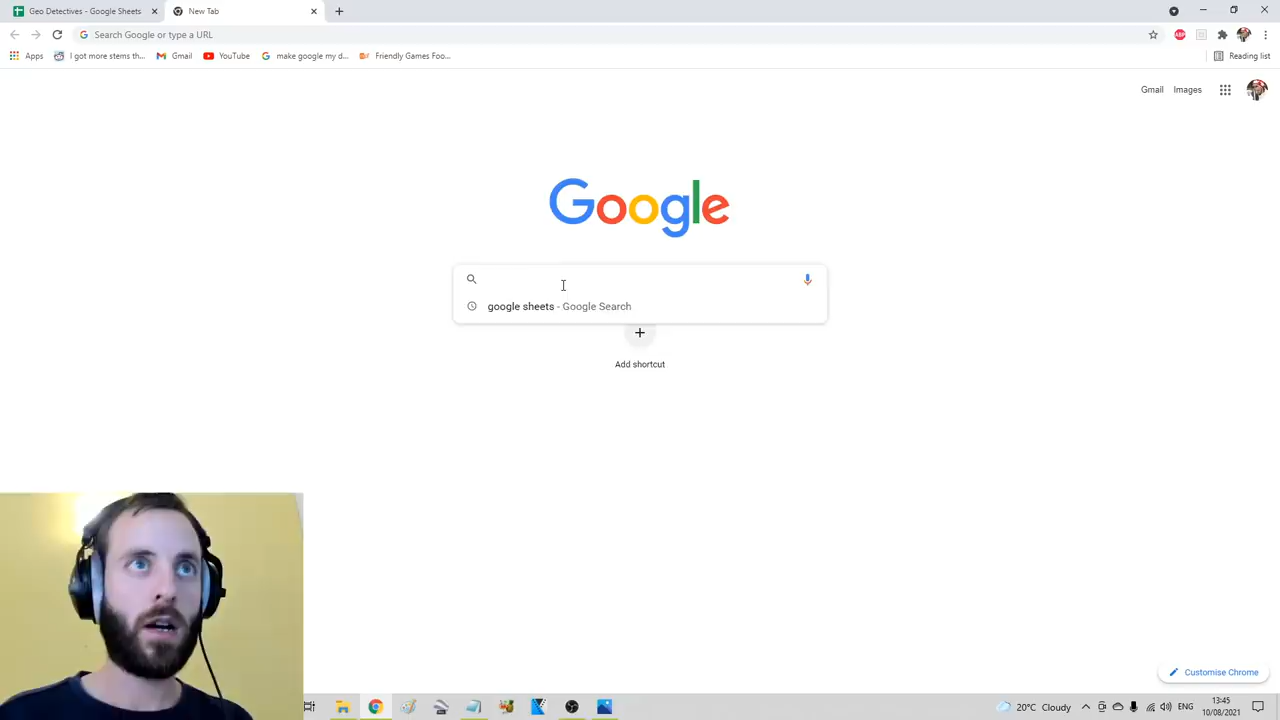 Geo Detectives - Google Sheets
New Tab
Search Google or type a URL
Apps
I got more stems th...
Gmail
YouTube
make google my d...
Friendly Games Foo...
Reading list
Gmail
Images
Google
google sheets - Google Search
Add shortcut
Customise Chrome
20°C Cloudy
ENG
13:45
10/08/2021
ABP